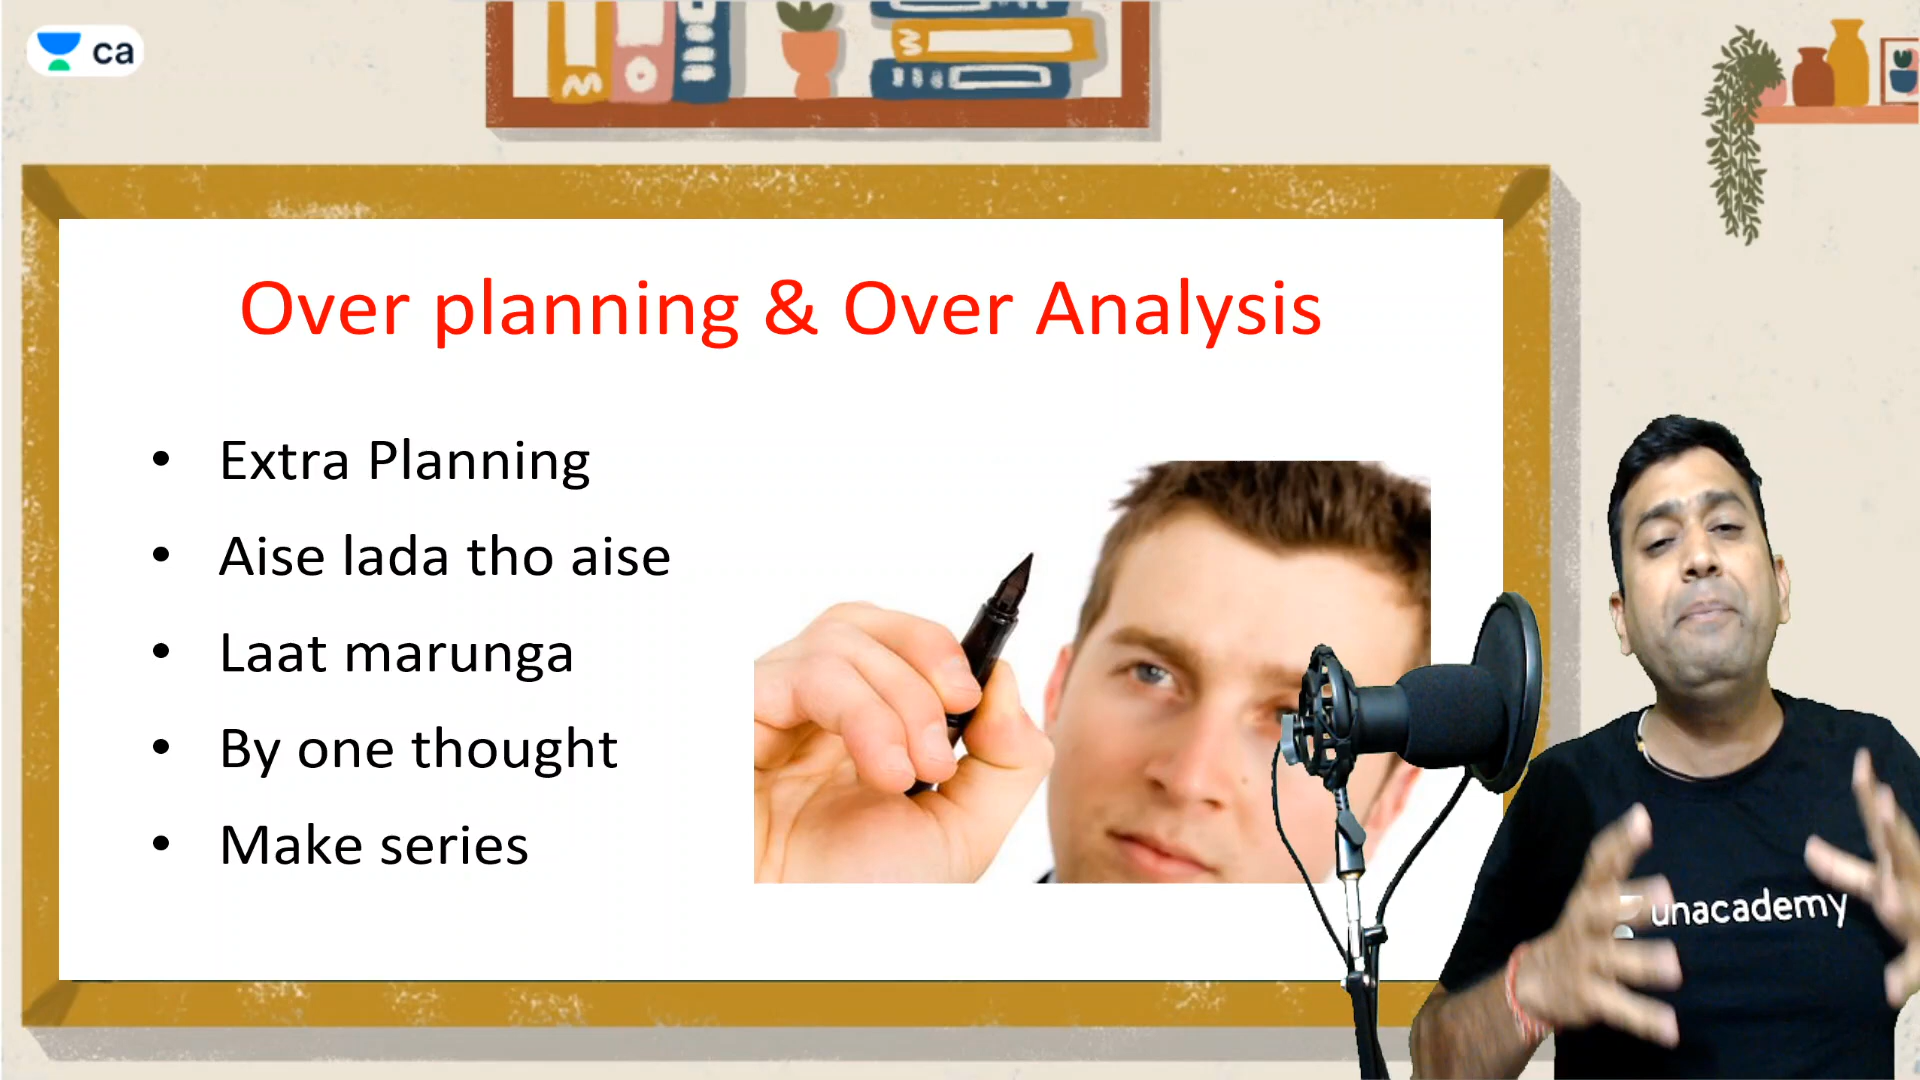 ca
Over planning & Over Analysis
• Extra Planning
• Aise lada tho aise
• Laat marunga
• By one thought
• Make series
unacademy